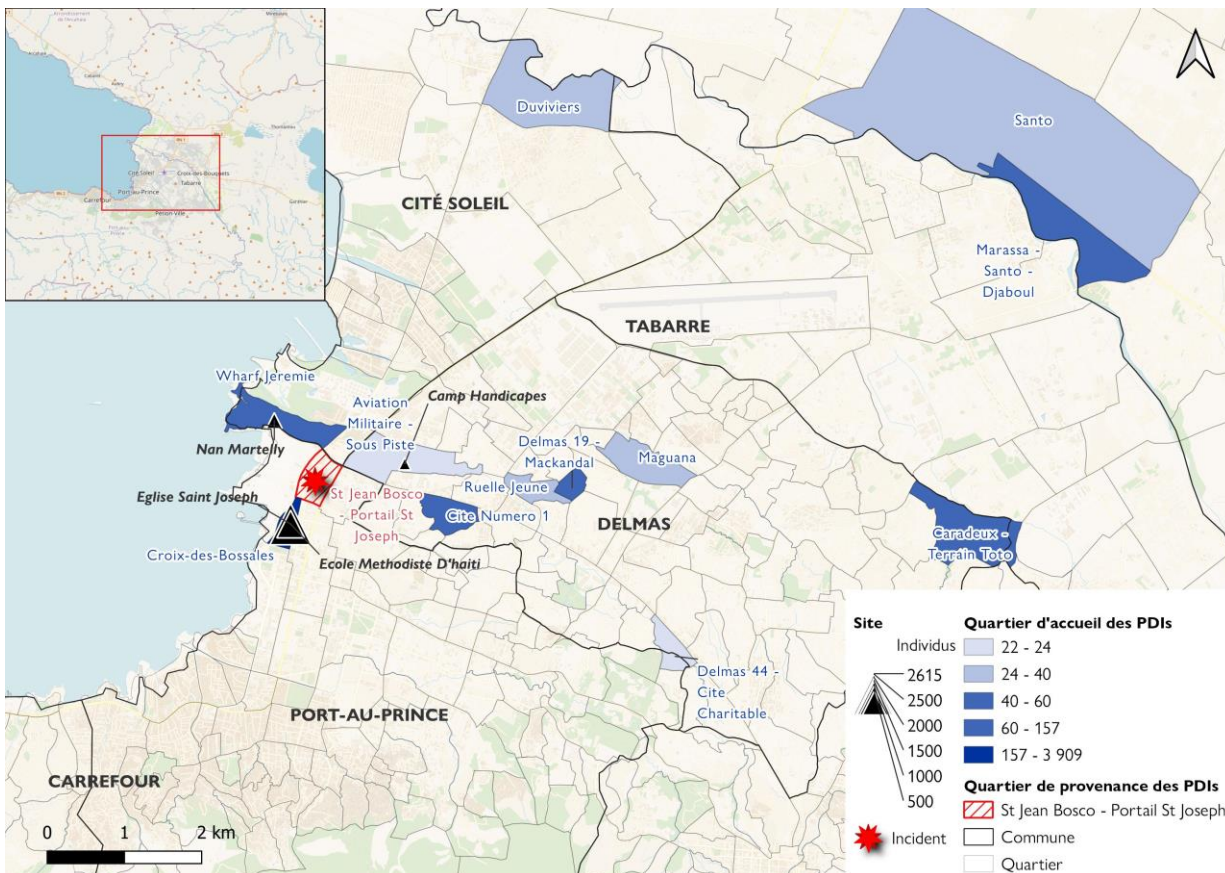 Duviviers
Santo
CITÉ SOLEIL
Marassa -
Santo -
Djaboul
TABARRE
Wharf Jeremie
Aviation
Militaire -
Sous Piste
Camp Handicapes
Nan Martelly
Delmas 19 -
Mackandal
Maguana
Ruelle Jeune
Eglise Saint Joseph
St Jean Bosco
- Portail St
Joseph
Cite Numero 1
DELMAS
Croix-des-Bossales
Ecole Methodiste D'haiti
Caradeux -
Terrain Toto
Delmas 44 -
Cite
Charitable
PORT-AU-PRINCE
CARREFOUR
0 1 2 km
Site
Individus
2615
2500
2000
1500
1000
500
Incident
Quartier d'accueil des PDIs
22 - 24
24 - 40
40 - 60
60 - 157
157 - 3 909
Quartier de provenance des PDIs
St Jean Bosco - Portail St Joseph
Commune
Quartier
Cité Soleil
Croix-des-Bouquets
Tabarre
Port-au-Prince
Carrefour
Pétion-Ville